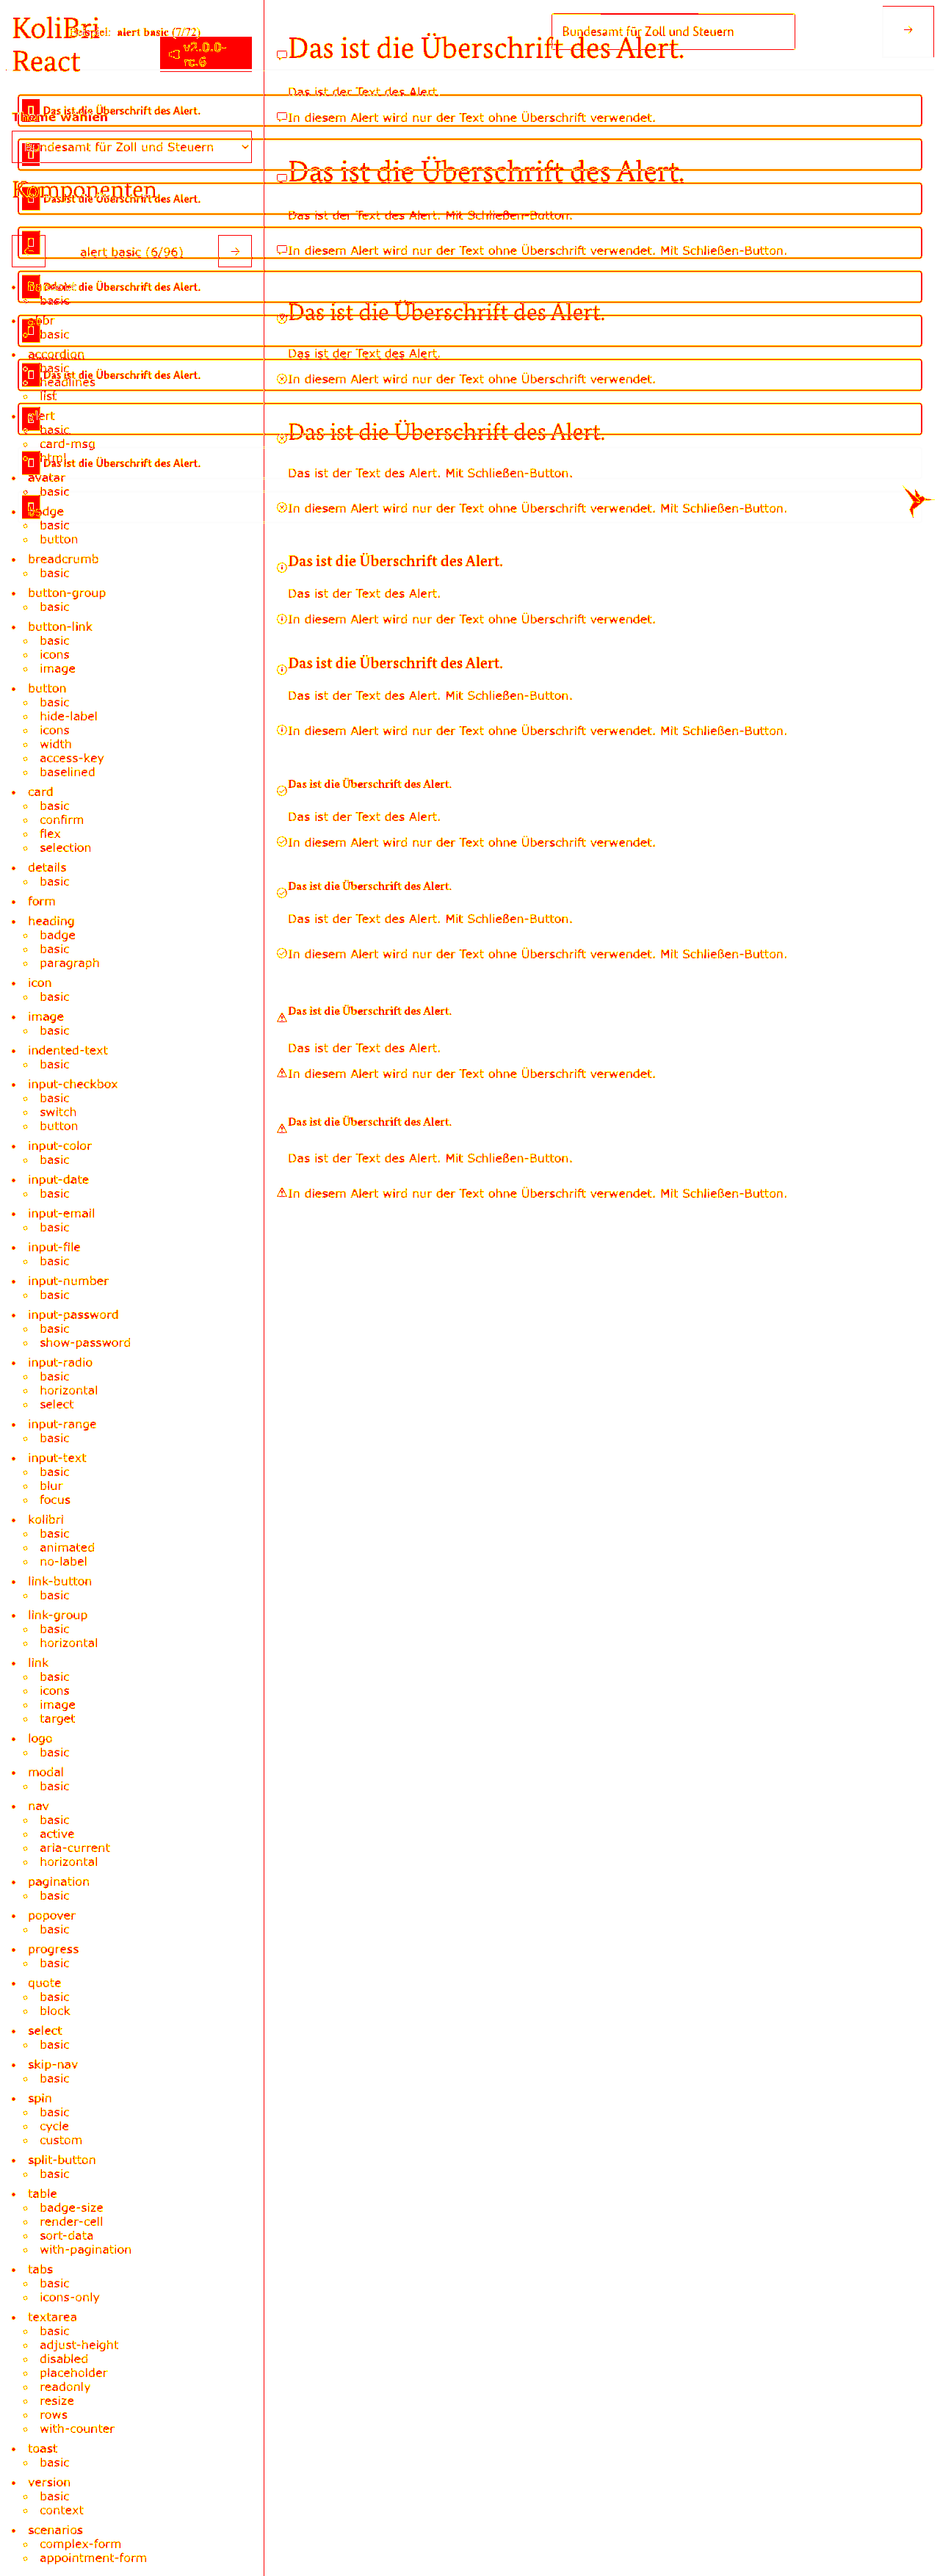 KoliBri
React
alert basic (7/72)
v2.0.0-
rc.6
Bundesamt für Zoll und Steuern
Theme wählen
Bundesamt für Zoll und Steuern
Komponenten
alert basic (6/96)
basic
abbr
basic
accordion
basic
headlines
list
alert
basic
card-msg
html
avatar
basic
badge
basic
button
breadcrumb
basic
button-group
basic
button-link
basic
icons
image
button
basic
hide-label
icons
width
access-key
baselined
card
basic
confirm
flex
selection
details
basic
form
heading
badge
basic
paragraph
icon
basic
image
basic
indented-text
basic
input-checkbox
basic
switch
button
input-color
basic
input-date
basic
input-email
basic
input-file
basic
input-number
basic
input-password
basic
show-password
input-radio
basic
horizontal
select
input-range
basic
input-text
basic
blur
focus
kolibri
basic
animated
no-label
link-button
basic
link-group
basic
horizontal
link
basic
icons
image
target
logo
basic
modal
basic
nav
basic
active
aria-current
horizontal
pagination
basic
popover
basic
progress
basic
quote
basic
block
select
basic
skip-nav
basic
spin
basic
cycle
custom
split-button
basic
table
badge-size
render-cell
sort-data
with-pagination
tabs
basic
icons-only
textarea
basic
adjust-height
disabled
placeholder
readonly
resize
rows
with-counter
toast
basic
version
basic
context
scenarios
complex-form
appointment-form
Das ist die Überschrift des Alert.
Das ist die Überschrift des Alert.
Das ist die Überschrift des Alert.
Das ist die Überschrift des Alert.
Das ist die Überschrift des Alert.
Das ist die Überschrift des Alert.
Das ist der Text des Alert.
In diesem Alert wird nur der Text ohne Überschrift verwendet.
Das ist die Überschrift des Alert.
Das ist der Text des Alert. Mit Schließen-Button.
In diesem Alert wird nur der Text ohne Überschrift verwendet. Mit Schließen-Button.
Das ist die Überschrift des Alert.
Das ist der Text des Alert.
In diesem Alert wird nur der Text ohne Überschrift verwendet.
Das ist die Überschrift des Alert.
Das ist der Text des Alert. Mit Schließen-Button.
In diesem Alert wird nur der Text ohne Überschrift verwendet. Mit Schließen-Button.
Das ist die Überschrift des Alert.
Das ist der Text des Alert.
In diesem Alert wird nur der Text ohne Überschrift verwendet.
Das ist die Überschrift des Alert.
Das ist der Text des Alert. Mit Schließen-Button.
In diesem Alert wird nur der Text ohne Überschrift verwendet. Mit Schließen-Button.
Das ist die Überschrift des Alert.
Das ist der Text des Alert.
In diesem Alert wird nur der Text ohne Überschrift verwendet.
Das ist die Überschrift des Alert.
Das ist der Text des Alert. Mit Schließen-Button.
In diesem Alert wird nur der Text ohne Überschrift verwendet. Mit Schließen-Button.
Das ist die Überschrift des Alert.
Das ist der Text des Alert.
In diesem Alert wird nur der Text ohne Überschrift verwendet.
Das ist die Überschrift des Alert.
Das ist der Text des Alert. Mit Schließen-Button.
In diesem Alert wird nur der Text ohne Überschrift verwendet. Mit Schließen-Button.